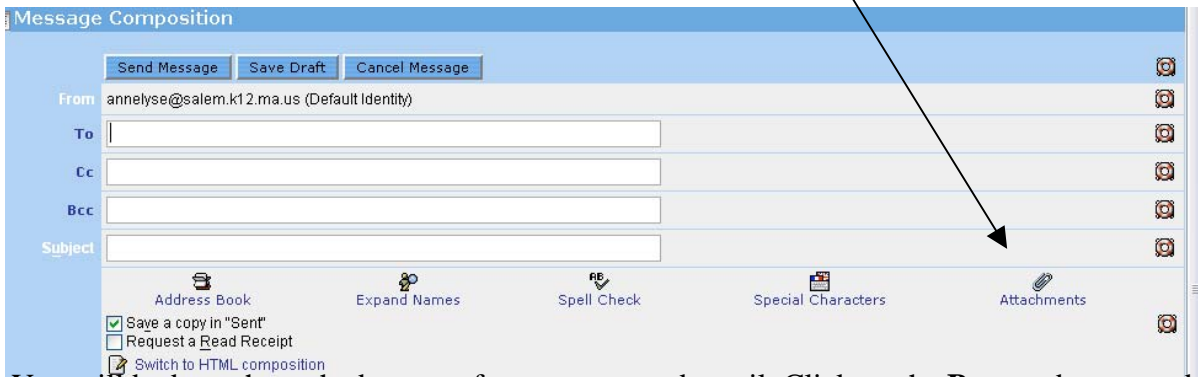 Message Composition
Send Message Save Draft Cancel Message
From annelyse@salem.k12.ma.us (Default Identity)
To
Cc
Bcc
Subject
Address Book Expand Names Spell Check Special Characters Attachments
Save a copy in "Sent"
Request a Read Receipt
Switch to HTML composition